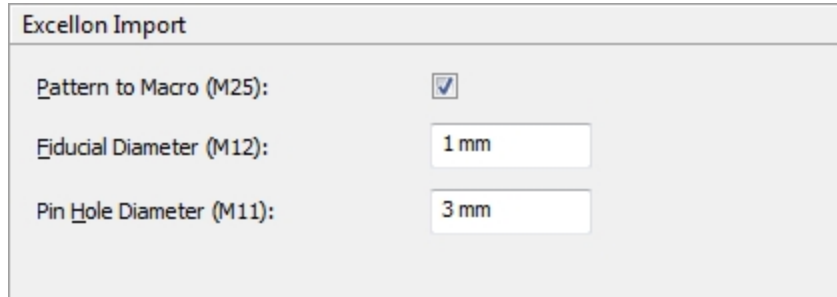 Excellon Import
Pattern to Macro (M25):
Fiducial Diameter (M12): 1 mm
Pin Hole Diameter (M11): 3 mm